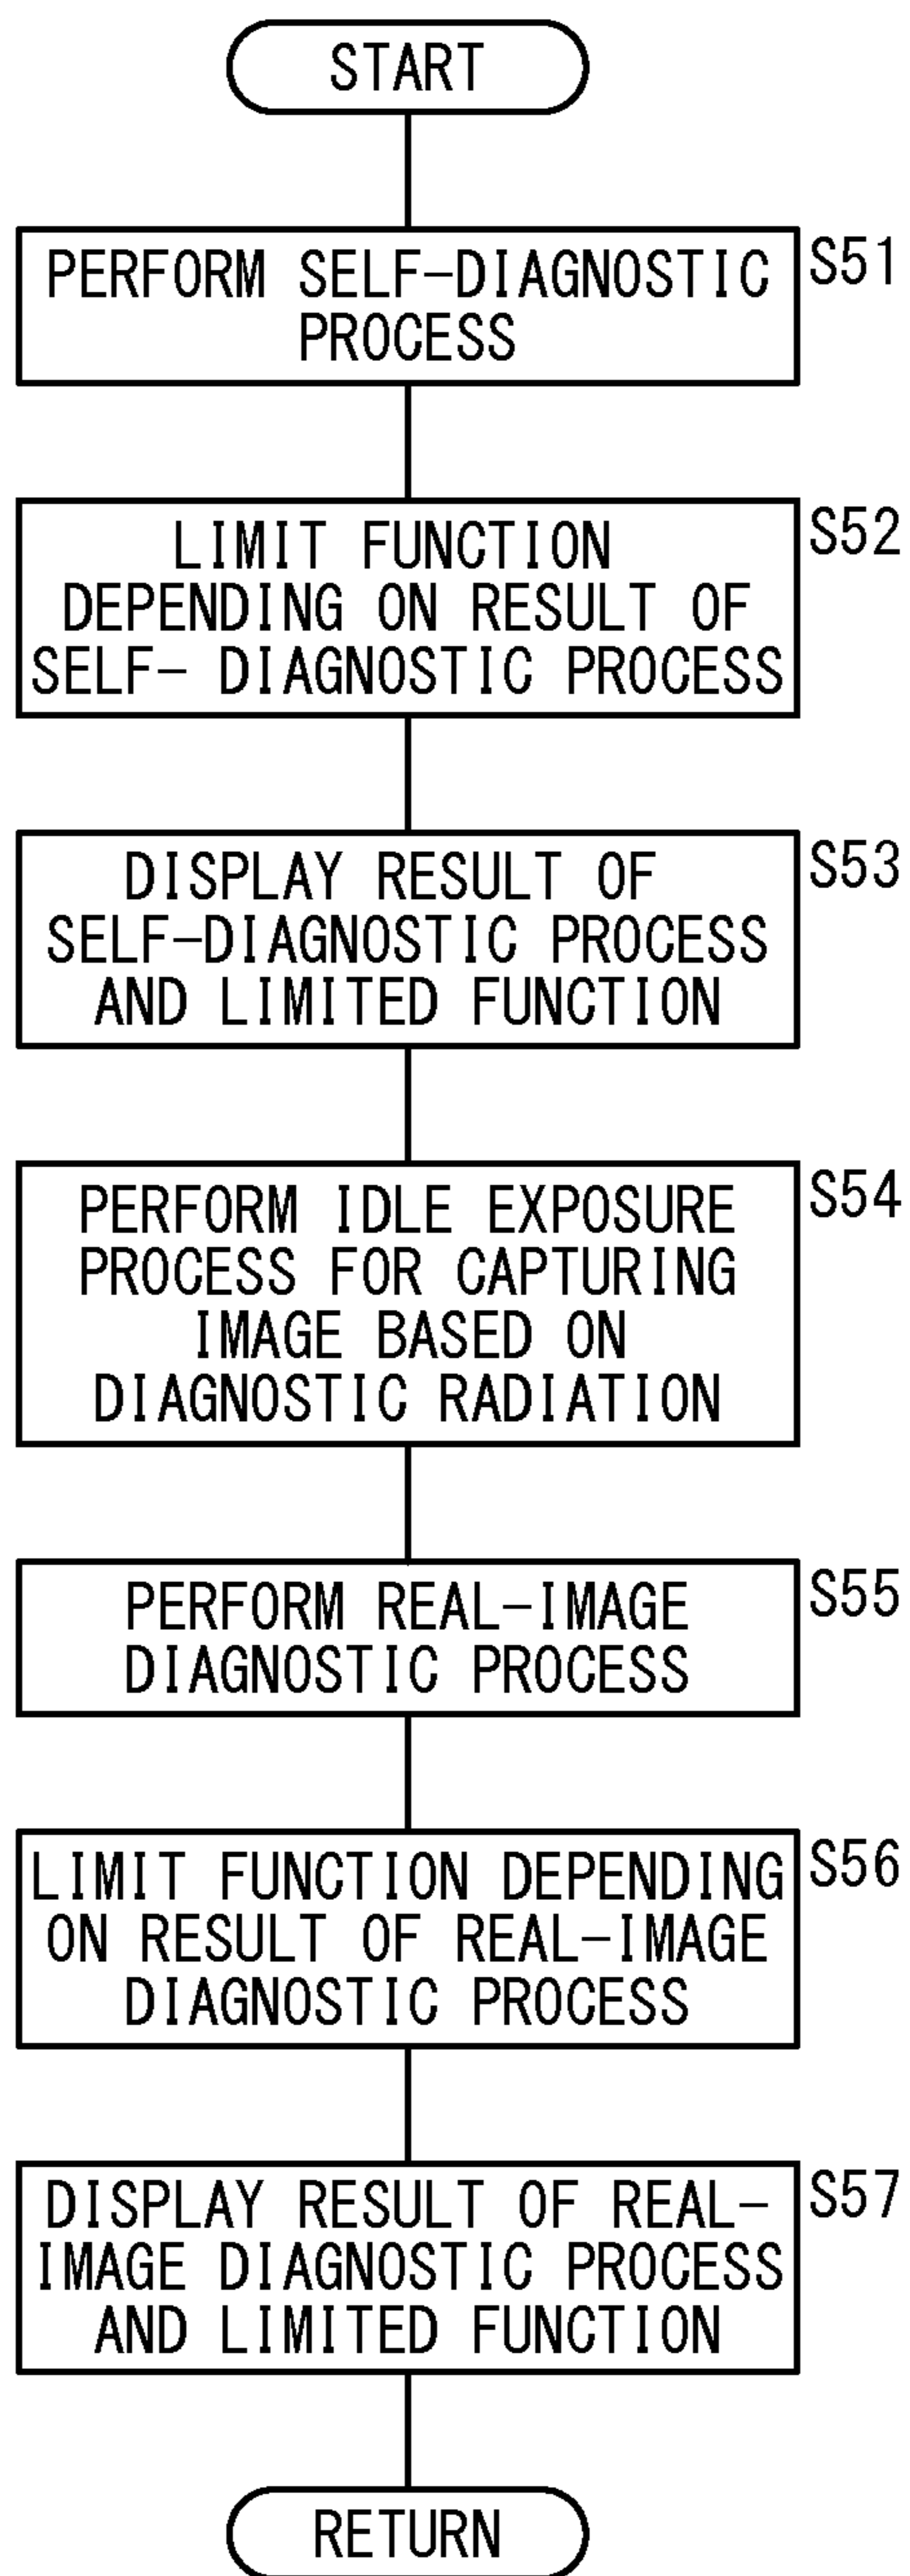 START
PERFORM SELF-DIAGNOSTIC
PROCESS
S51
LIMIT FUNCTION
DEPENDING ON RESULT OF
SELF- DIAGNOSTIC PROCESS
S52
DISPLAY RESULT OF
SELF-DIAGNOSTIC PROCESS
AND LIMITED FUNCTION
S53
PERFORM IDLE EXPOSURE
PROCESS FOR CAPTURING
IMAGE BASED ON
DIAGNOSTIC RADIATION
S54
PERFORM REAL-IMAGE
DIAGNOSTIC PROCESS
S55
LIMIT FUNCTION DEPENDING
ON RESULT OF REAL-IMAGE
DIAGNOSTIC PROCESS
S56
DISPLAY RESULT OF REAL-
IMAGE DIAGNOSTIC PROCESS
AND LIMITED FUNCTION
S57
RETURN